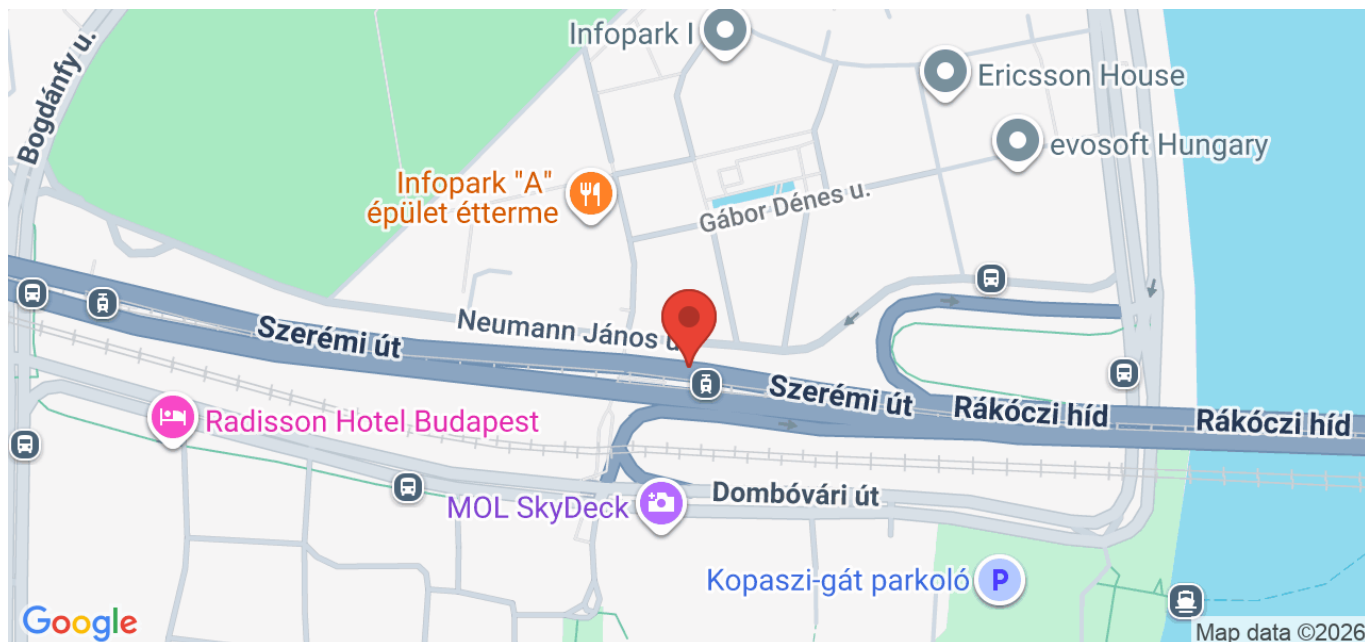 Infopark I
Ericsson House
Bogdánfy u.
evosoft Hungary
Infopark "A"
épület étterme
Gábor Dénes u.
Neumann János u
Szerémi út
Szerémi út
Rákóczi híd
Rákóczi híd
Radisson Hotel Budapest
MOL SkyDeck
Dombóvári út
Kopaszi-gát parkoló
P
Google
Map data ©2026